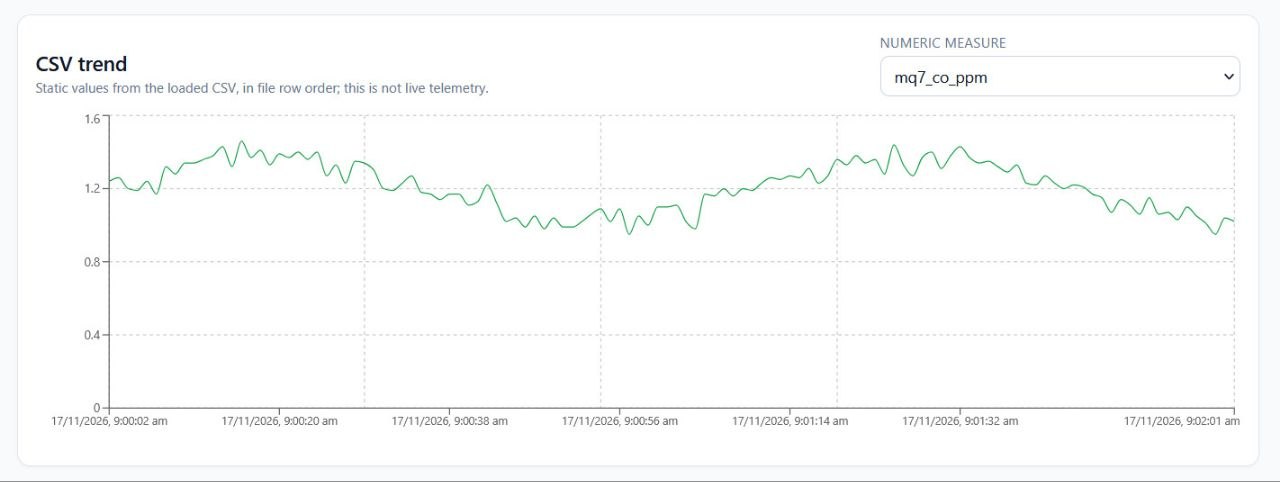 NUMERIC MEASURE
CSV trend
mq7_co_ppm
Static values from the loaded CSV, in file row order; this is not live telemetry.
1.6
1.2
0.8
0.4
0
17/11/2026, 9:00:02 am 17/11/2026, 9:00:20 am 17/11/2026, 9:00:38 am 17/11/2026, 9:00:56 am 17/11/2026, 9:01:14 am 17/11/2026, 9:01:32 am 17/11/2026, 9:02:01 am